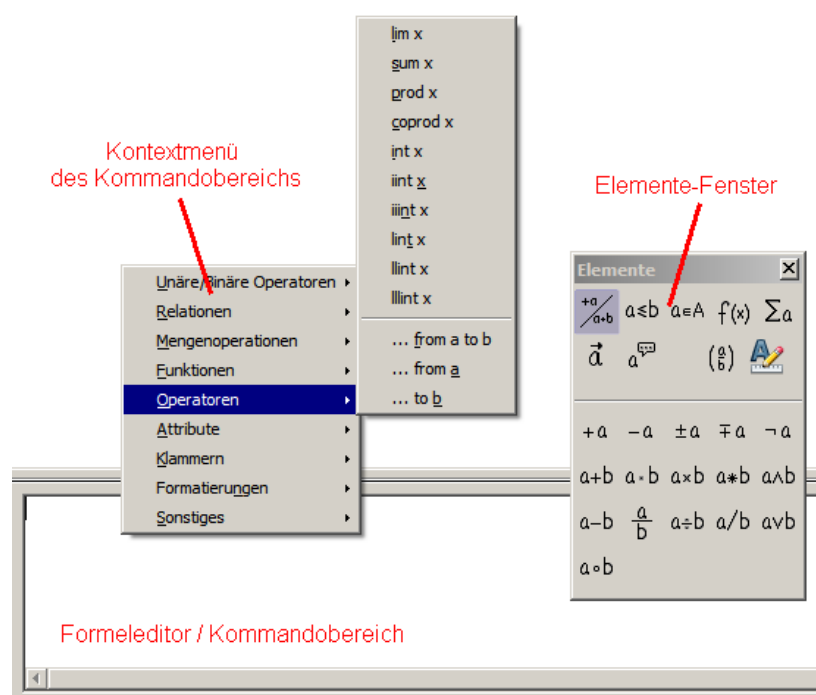 lim x
sum x
prod x
coprod x
int x
iint x
iiint x
lint x
llint x
lllint x
... from a to b
... from a
... to b
Kontextmenü
des Kommandobereichs
Unäre/Binäre Operatoren
Relationen
Mengenoperationen
Funktionen
Operatoren
Attribute
Klammern
Formatierungen
Sonstiges
Elemente-Fenster
Elemente
+a/a+b a≤b a∈A f(x) Σa
a⃗ a (a b)
+a −a ±a ∓a ¬a
a+b a·b a×b a∗b a∧b
a−b a/b a÷b a/b a∨b
a∘b
Formeleditor / Kommandobereich